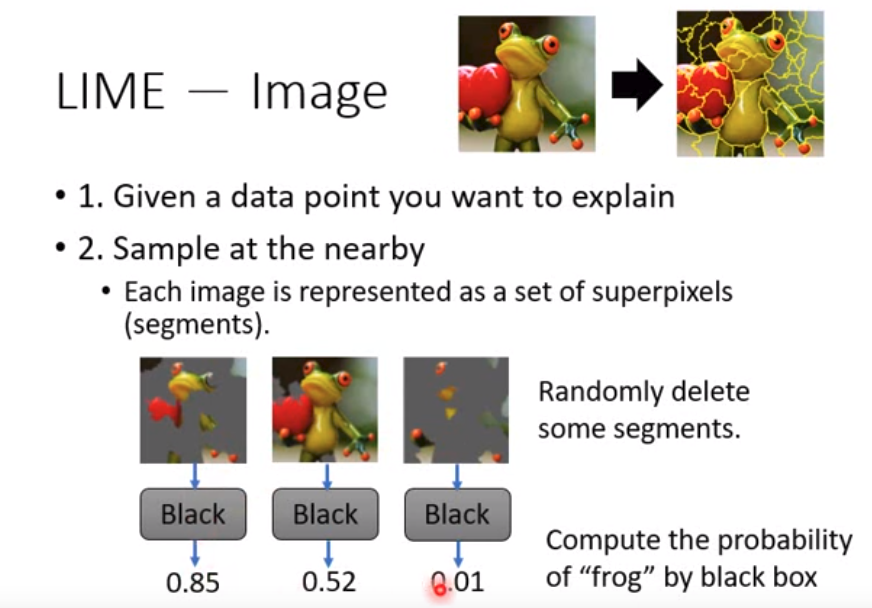 LIME — Image
• 1. Given a data point you want to explain
• 2. Sample at the nearby
• Each image is represented as a set of superpixels
(segments).
Randomly delete
some segments.
Black Black Black
0.85 0.52 0.01
Compute the probability
of “frog” by black box